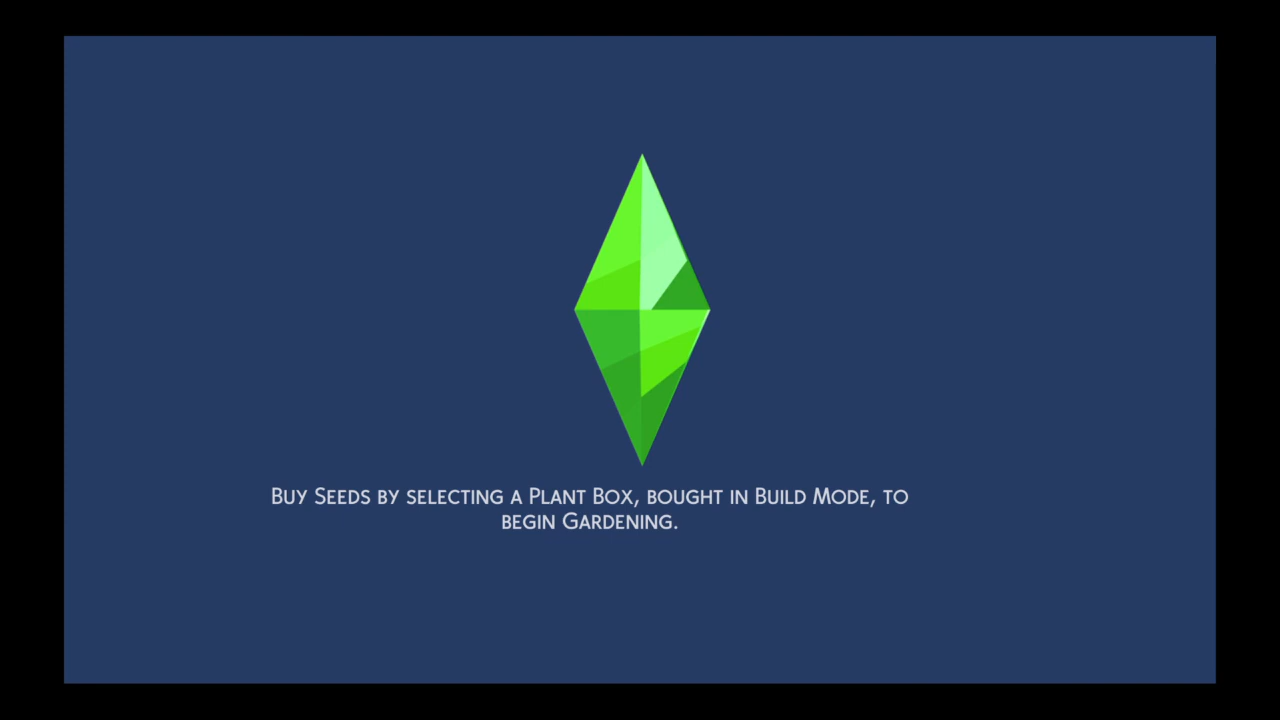 Buy Seeds by selecting a Plant Box, bought in Build Mode, to
begin Gardening.